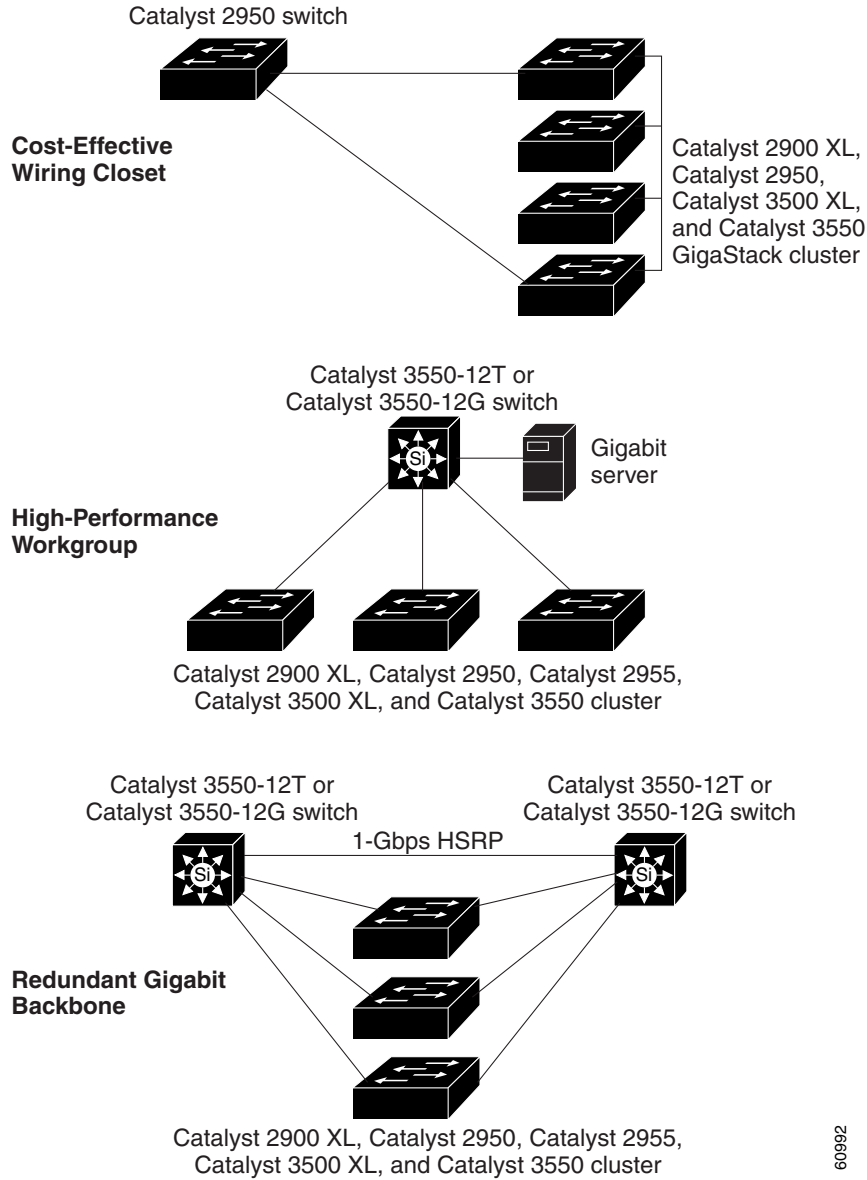 Catalyst 2950 switch
Cost-Effective
Wiring Closet
Catalyst 2900 XL,
Catalyst 2950,
Catalyst 3500 XL,
and Catalyst 3550
GigaStack cluster
Catalyst 3550-12T or
Catalyst 3550-12G switch
Si
Gigabit
server
High-Performance
Workgroup
Catalyst 2900 XL, Catalyst 2950, Catalyst 2955,
Catalyst 3500 XL, and Catalyst 3550 cluster
Catalyst 3550-12T or
Catalyst 3550-12G switch
Catalyst 3550-12T or
Catalyst 3550-12G switch
1-Gbps HSRP
Si
Si
Redundant Gigabit
Backbone
Catalyst 2900 XL, Catalyst 2950, Catalyst 2955,
Catalyst 3500 XL, and Catalyst 3550 cluster
60992